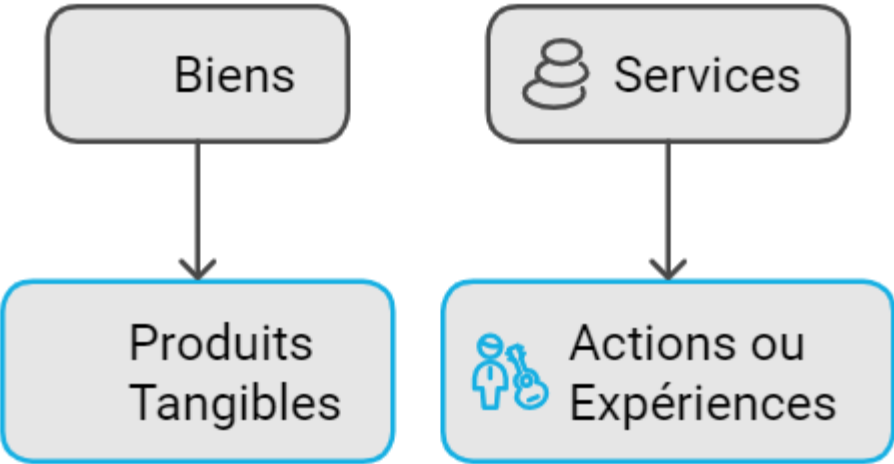 Biens
Services
Produits
Tangibles
Actions ou
Expériences